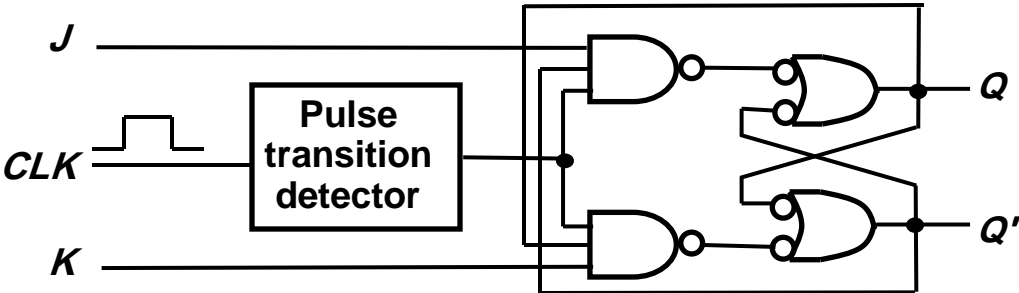 J
Pulse
transition
detector
CLK
K
Q
Q'